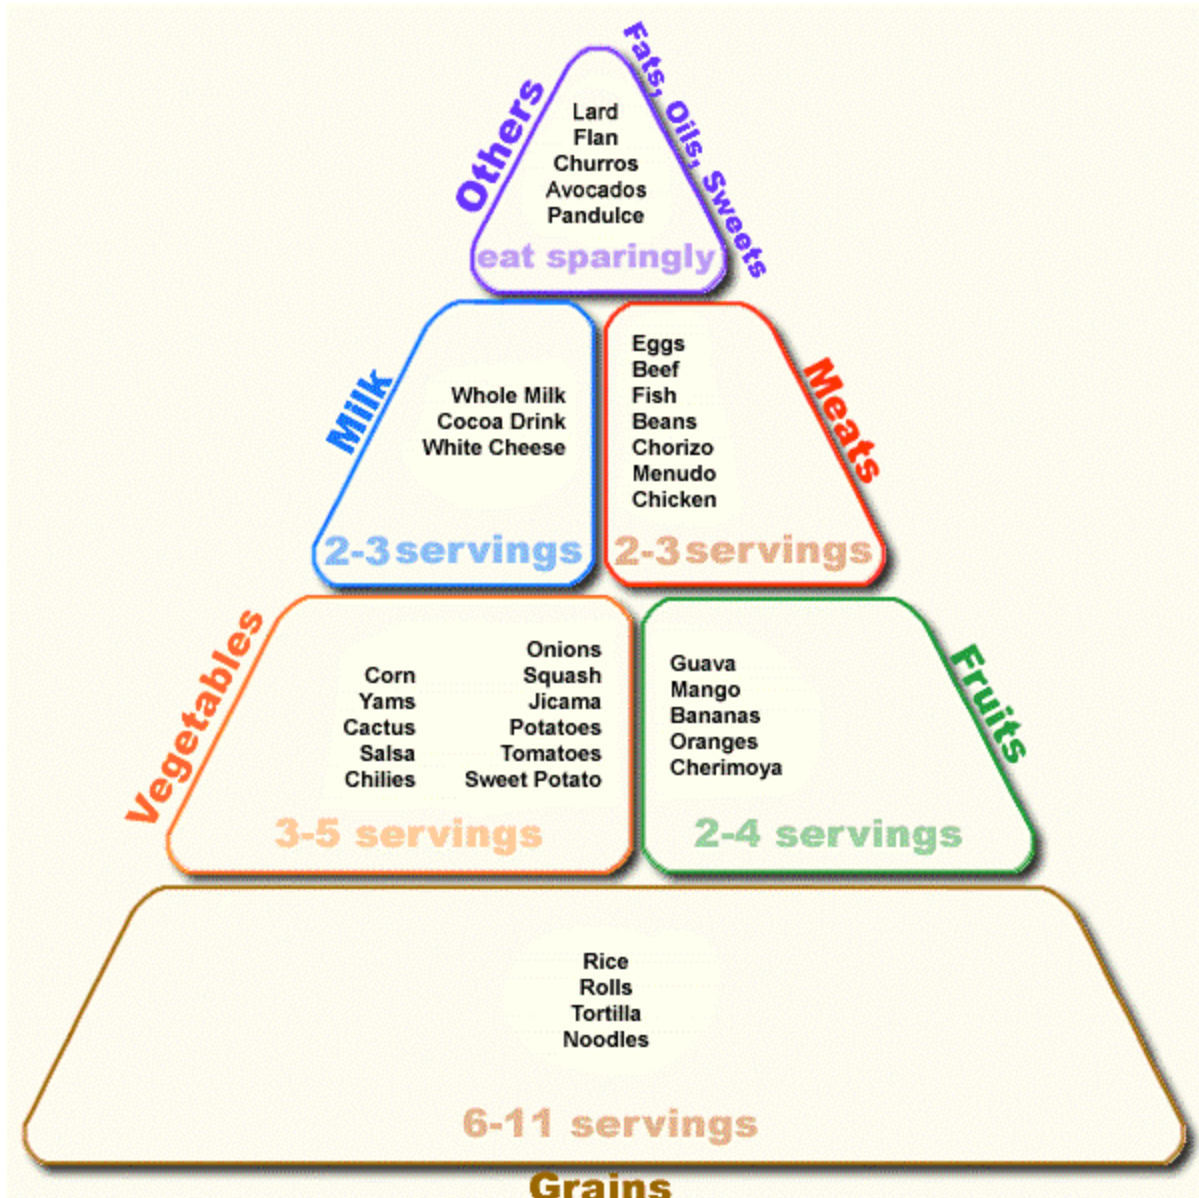 Others
Fats, Oils, Sweets
Lard
Flan
Churros
Avocados
Pandulce
eat sparingly
Milk
Whole Milk
Cocoa Drink
White Cheese
2-3 servings
Meats
Eggs
Beef
Fish
Beans
Chorizo
Menudo
Chicken
2-3 servings
Vegetables
Corn
Yams
Cactus
Salsa
Chilies
Onions
Squash
Jicama
Potatoes
Tomatoes
Sweet Potato
3-5 servings
Fruits
Guava
Mango
Bananas
Oranges
Cherimoya
2-4 servings
Rice
Rolls
Tortilla
Noodles
6-11 servings
Grains